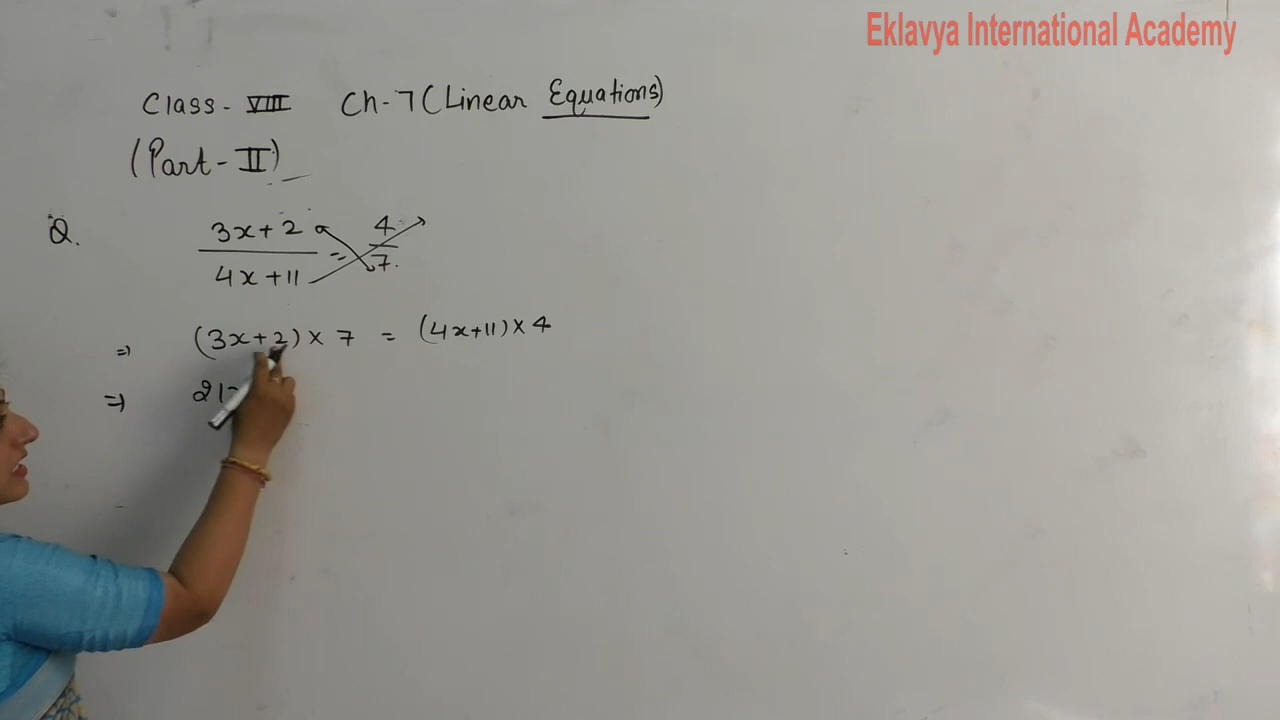 Eklavya International Academy
Class - VIII Ch-7 (Linear Equations)
(Part - II)
Q. 3x+2 / 4x+11 = 4 / 7
⇒ (3x+2) × 7 = (4x+11) × 4
⇒ 21